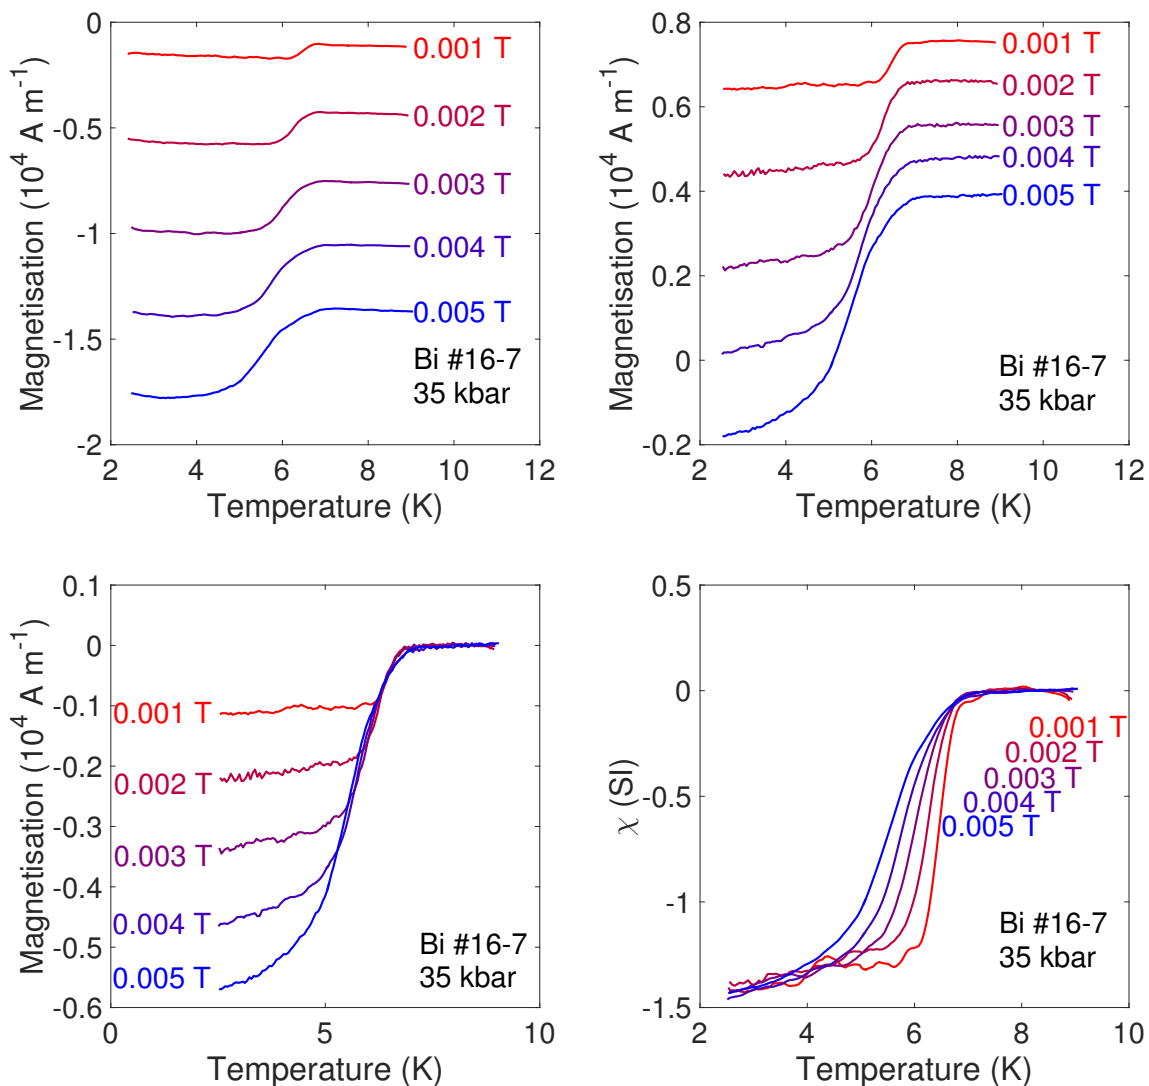 0
-0.5
-1
-1.5
-2
2 4 6 8 10 12
Magnetisation (10⁴ A m⁻¹)
Temperature (K)
0.001 T
0.002 T
0.003 T
0.004 T
0.005 T
Bi #16-7
35 kbar
0.8
0.6
0.4
0.2
0
-0.2
2 4 6 8 10 12
Magnetisation (10⁴ A m⁻¹)
Temperature (K)
0.001 T
0.002 T
0.003 T
0.004 T
0.005 T
Bi #16-7
35 kbar
0.1
0
-0.1
-0.2
-0.3
-0.4
-0.5
-0.6
0 5 10
Magnetisation (10⁴ A m⁻¹)
Temperature (K)
0.001 T
0.002 T
0.003 T
0.004 T
0.005 T
Bi #16-7
35 kbar
0.5
0
-0.5
-1
-1.5
2 4 6 8 10
χ (SI)
Temperature (K)
0.001 T
0.002 T
0.003 T
0.004 T
0.005 T
Bi #16-7
35 kbar